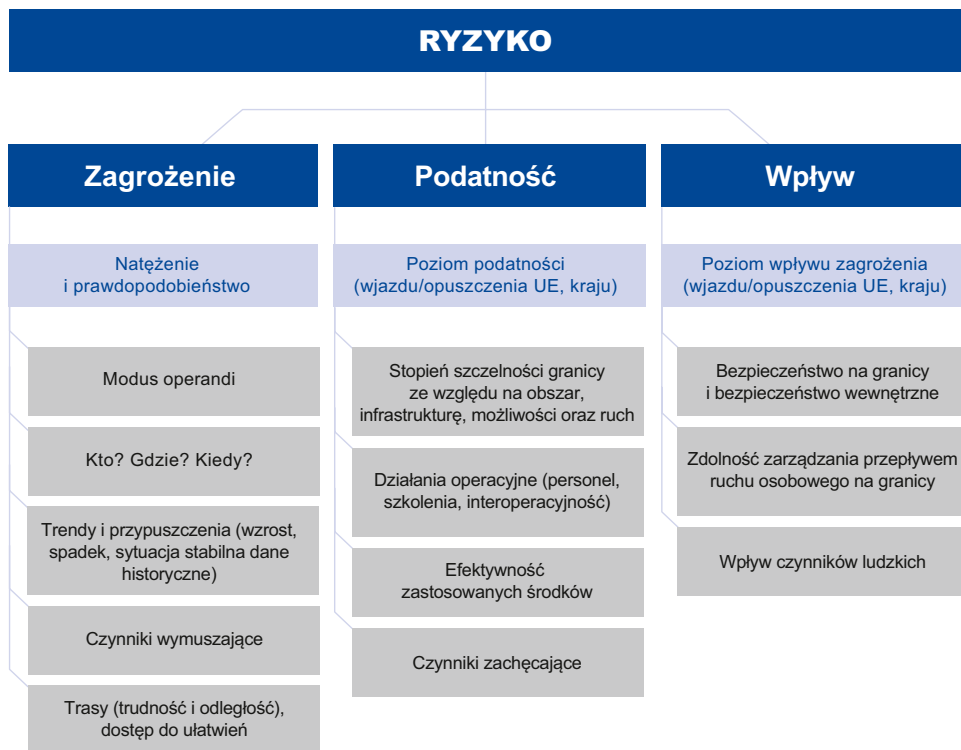 RYZYKO
Zagrożenie
Natężenie
i prawdopodobieństwo
Modus operandi
Kto? Gdzie? Kiedy?
Trendy i przypuszczenia (wzrost,
spadek, sytuacja stabilna dane
historyczne)
Czynniki wymuszające
Trasy (trudność i odległość),
dostęp do ułatwień
Podatność
Poziom podatności
(wjazdu/opuszczenia UE, kraju)
Stopień szczelności granicy
ze względu na obszar,
infrastrukturę, możliwości oraz ruch
Działania operacyjne (personel,
szkolenia, interoperacyjność)
Efektywność
zastosowanych środków
Czynniki zachęcające
Wpływ
Poziom wpływu zagrożenia
(wjazdu/opuszczenia UE, kraju)
Bezpieczeństwo na granicy
i bezpieczeństwo wewnętrzne
Zdolność zarządzania przepływem
ruchu osobowego na granicy
Wpływ czynników ludzkich